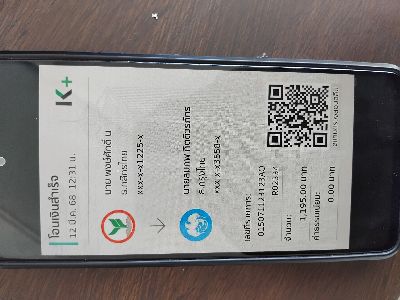 โอนเงินสำเร็จ
12 มี.ค. 68 12:31 น.
K+
นาย พงษ์ศักดิ์ น
ธ.กสิกรไทย
xxx-x-x1225-x
ธ.กรุงไทย
xxx-x-x3558-x
เลขที่รายการ:
จำนวน:
1,195.00 บาท
ค่าธรรมเนียม:
0.00 บาท